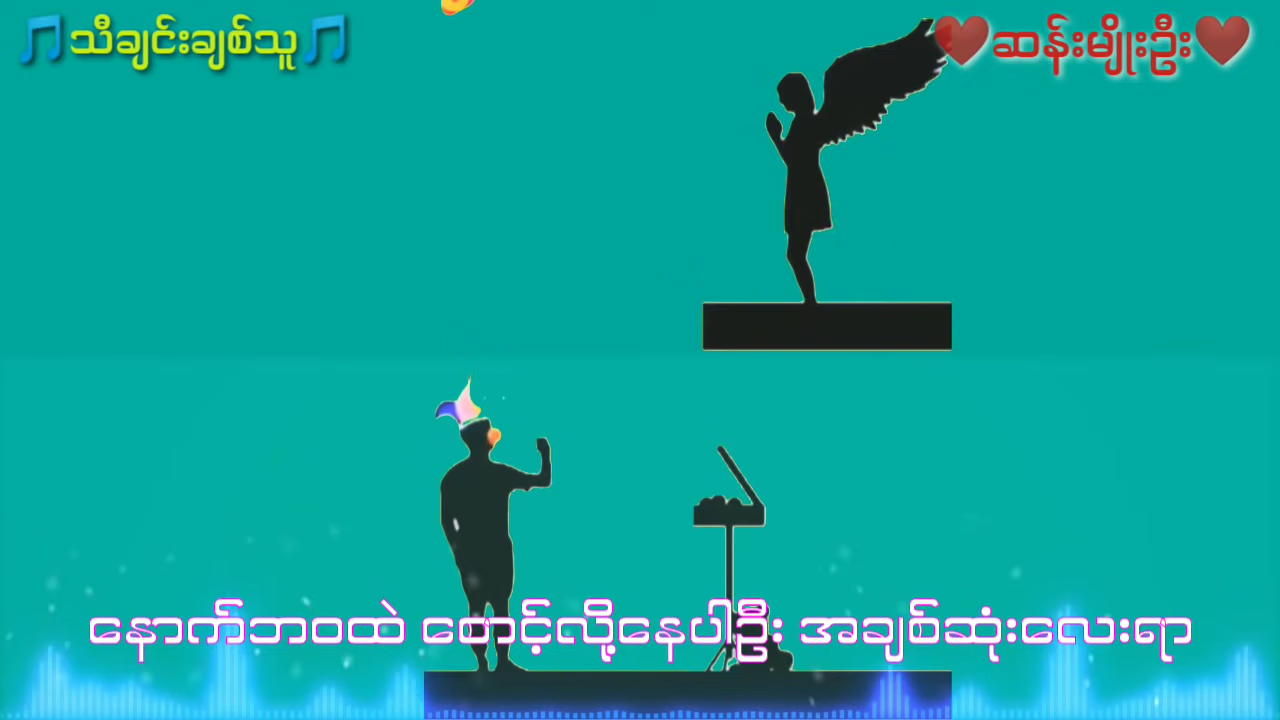 🎵သီချင်းချစ်သူ🎵
❤ဆန်းမျိုးဦး❤
နောက်ဘဝထဲ စောင့်လို့နေပါဦး အချစ်ဆုံးလေးရာ